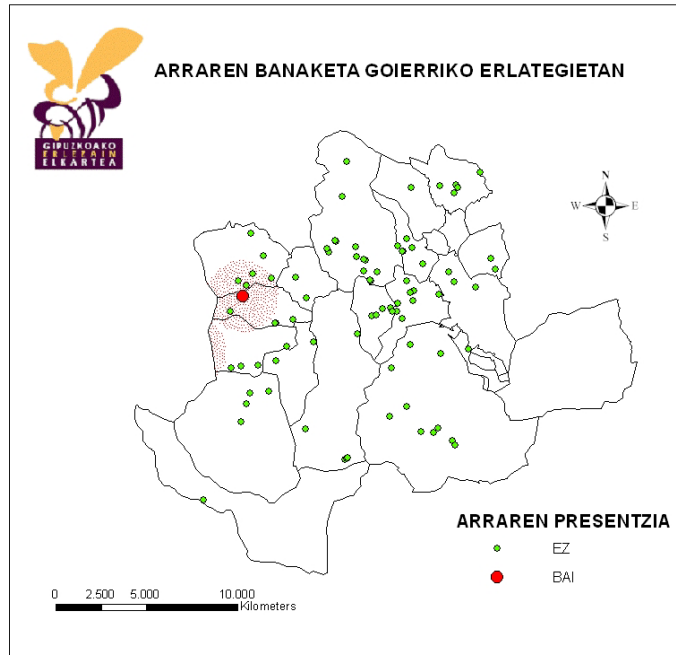 ARRAREN BANAKETA GOIERRIKO ERLATEGIETAN
GIPUZKOAKO
ERLEZAIN
ELKARTEA
N
W E
S
ARRAREN PRESENTZIA
EZ
BAI
0 2.500 5.000 10.000
Kilometers